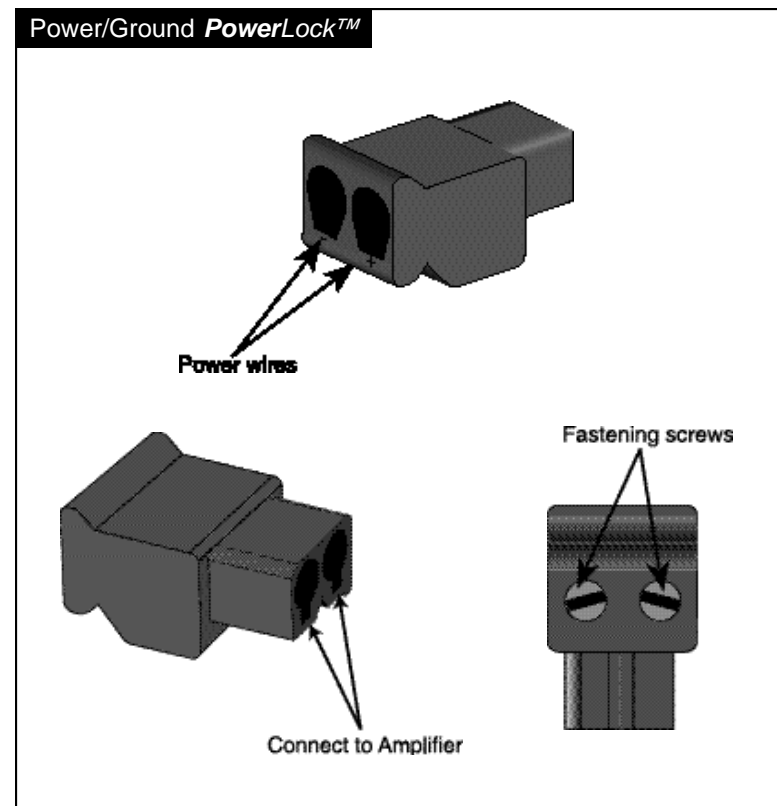 Power/Ground PowerLock™
- +
Power wires
Fastening screws
Connect to Amplifier